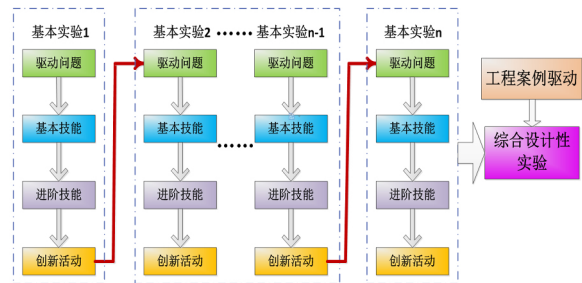 基本实验1
基本实验2 …… 基本实验n-1
基本实验n
驱动问题
驱动问题
驱动问题
驱动问题
工程案例驱动
基本技能
基本技能
……
基本技能
基本技能
综合设计性
实验
进阶技能
进阶技能
进阶技能
进阶技能
创新活动
创新活动
创新活动
创新活动